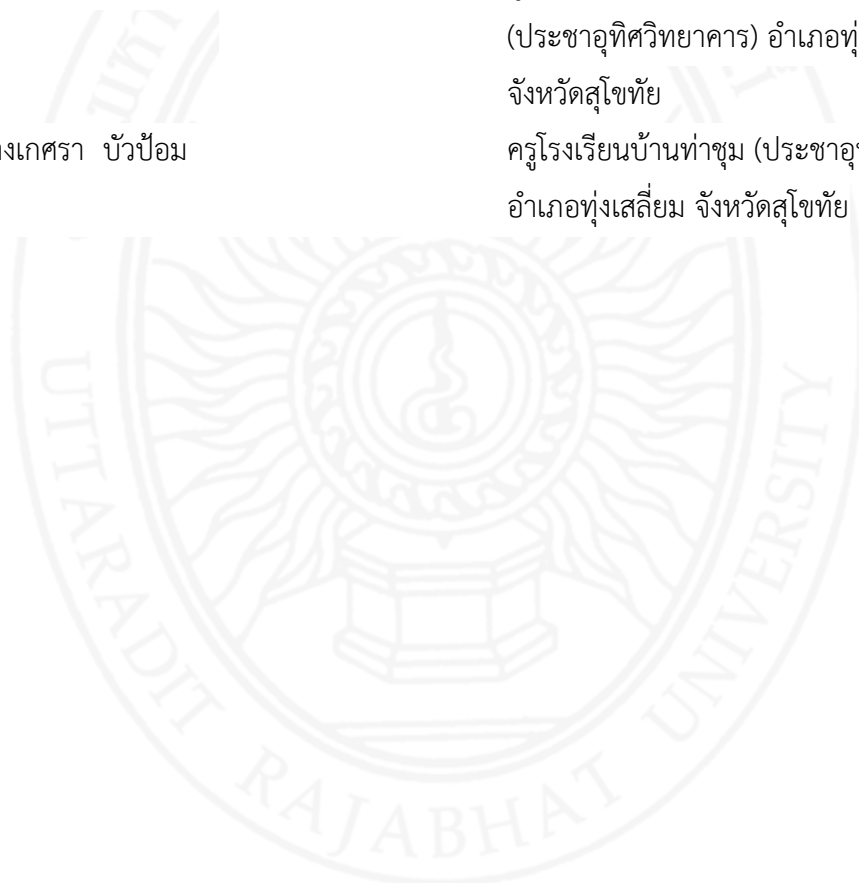 (ประชาอุทิศวิทยาคาร) อำเภอ
จังหวัดสุโขทัย
งเกศรา บัวป้อม ครูโรงเรียนบ้านท่าชุม (ประชาอุ
อำเภอทุ่งเสลี่ยม จังหวัดสุโขทัย
UTTARADIT RAJABHAT UNIVERSITY